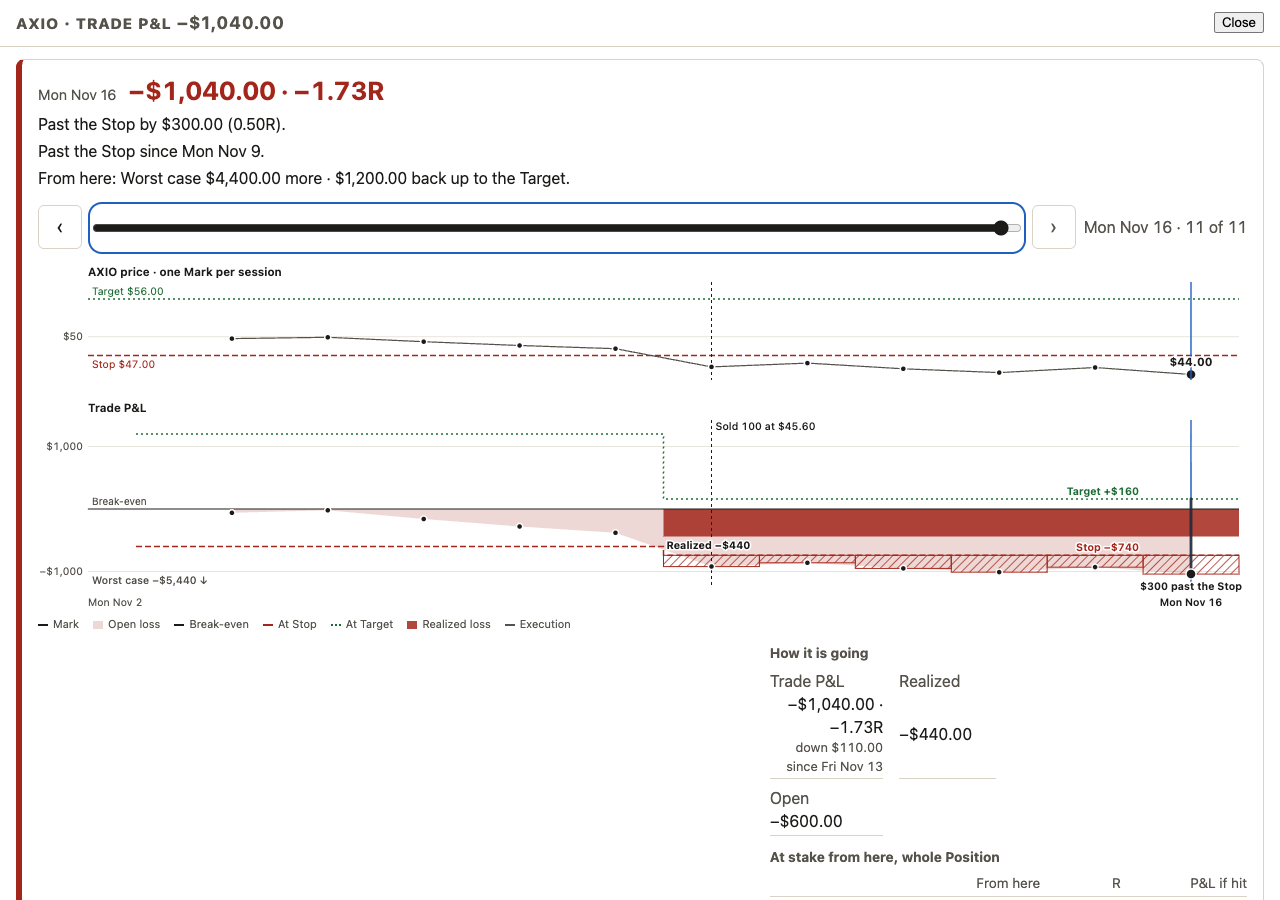 AXIO · TRADE P&L −$1,040.00
Close
Mon Nov 16 −$1,040.00 · −1.73R
Past the Stop by $300.00 (0.50R).
Past the Stop since Mon Nov 9.
From here: Worst case $4,400.00 more · $1,200.00 back up to the Target.
‹
›
Mon Nov 16 · 11 of 11
AXIO price · one Mark per session
Target $56.00
$50
Stop $47.00
$44.00
Trade P&L
Sold 100 at $45.60
$1,000
Target +$160
Break-even
Realized −$440
Stop −$740
−$1,000
Worst case −$5,440 ↓
$300 past the Stop
Mon Nov 2
Mon Nov 16
Mark
Open loss
Break-even
At Stop
At Target
Realized loss
Execution
How it is going
Trade P&L
−$1,040.00 ·
−1.73R
down $110.00
since Fri Nov 13
Realized
−$440.00
Open
−$600.00
At stake from here, whole Position
From here R P&L if hit